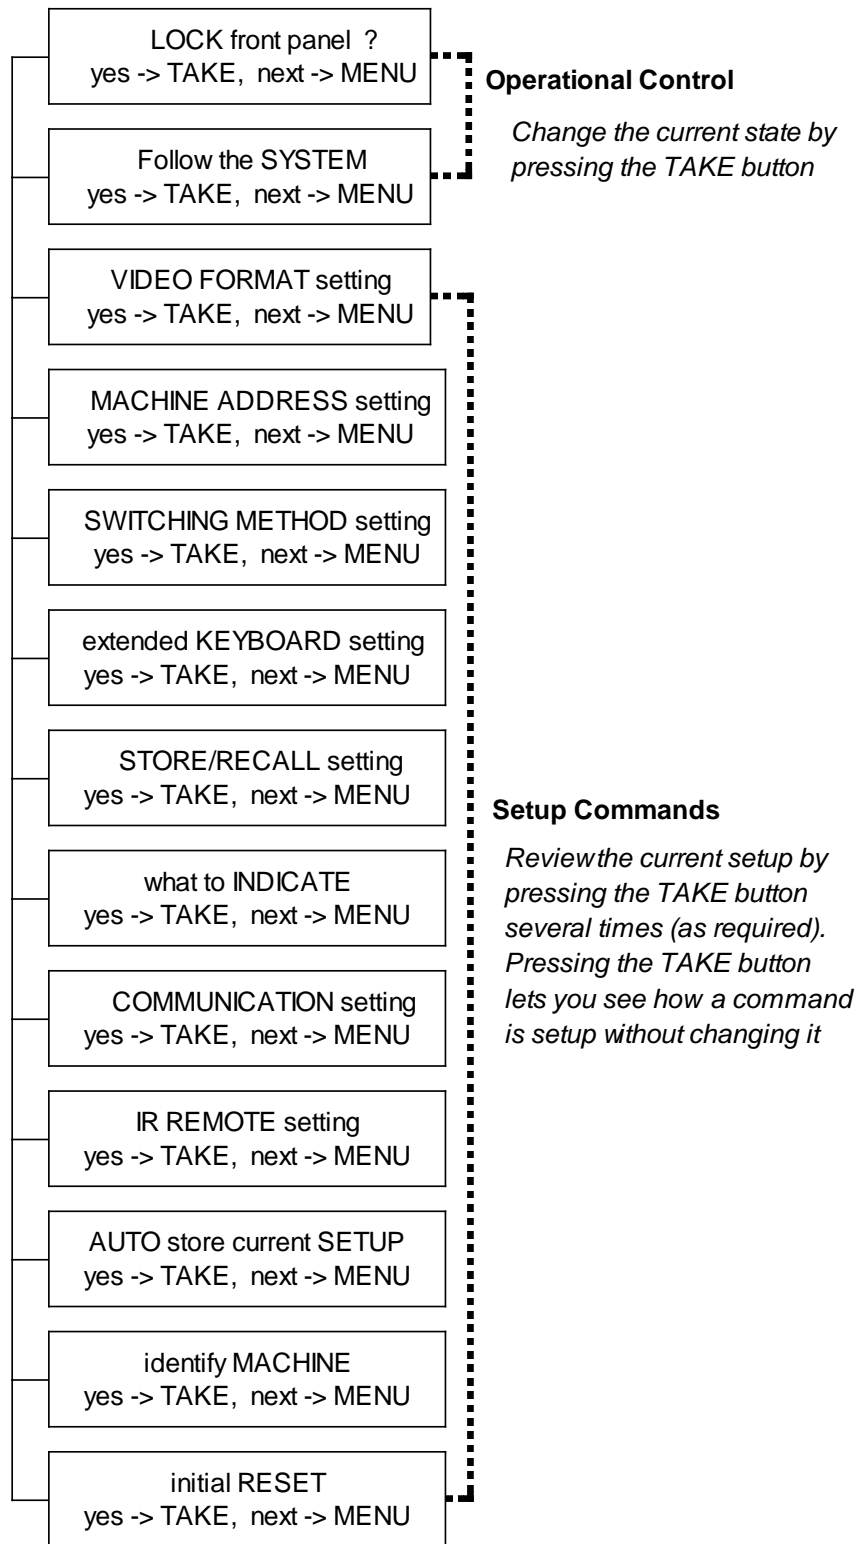 LOCK front panel ?
yes -> TAKE, next -> MENU
Operational Control
Change the current state by
pressing the TAKE button
Follow the SYSTEM
yes -> TAKE, next -> MENU
VIDEO FORMAT setting
yes -> TAKE, next -> MENU
MACHINE ADDRESS setting
yes -> TAKE, next -> MENU
SWITCHING METHOD setting
yes -> TAKE, next -> MENU
extended KEYBOARD setting
yes -> TAKE, next -> MENU
STORE/RECALL setting
yes -> TAKE, next -> MENU
Setup Commands
Reviewthe current setup by
pressing the TAKE button
several times (as required).
Pressing the TAKE button
lets you see how a command
is setup without changing it
what to INDICATE
yes -> TAKE, next -> MENU
COMMUNICATION setting
yes -> TAKE, next -> MENU
IR REMOTE setting
yes -> TAKE, next -> MENU
AUTO store current SETUP
yes -> TAKE, next -> MENU
identify MACHINE
yes -> TAKE, next -> MENU
initial RESET
yes -> TAKE, next -> MENU